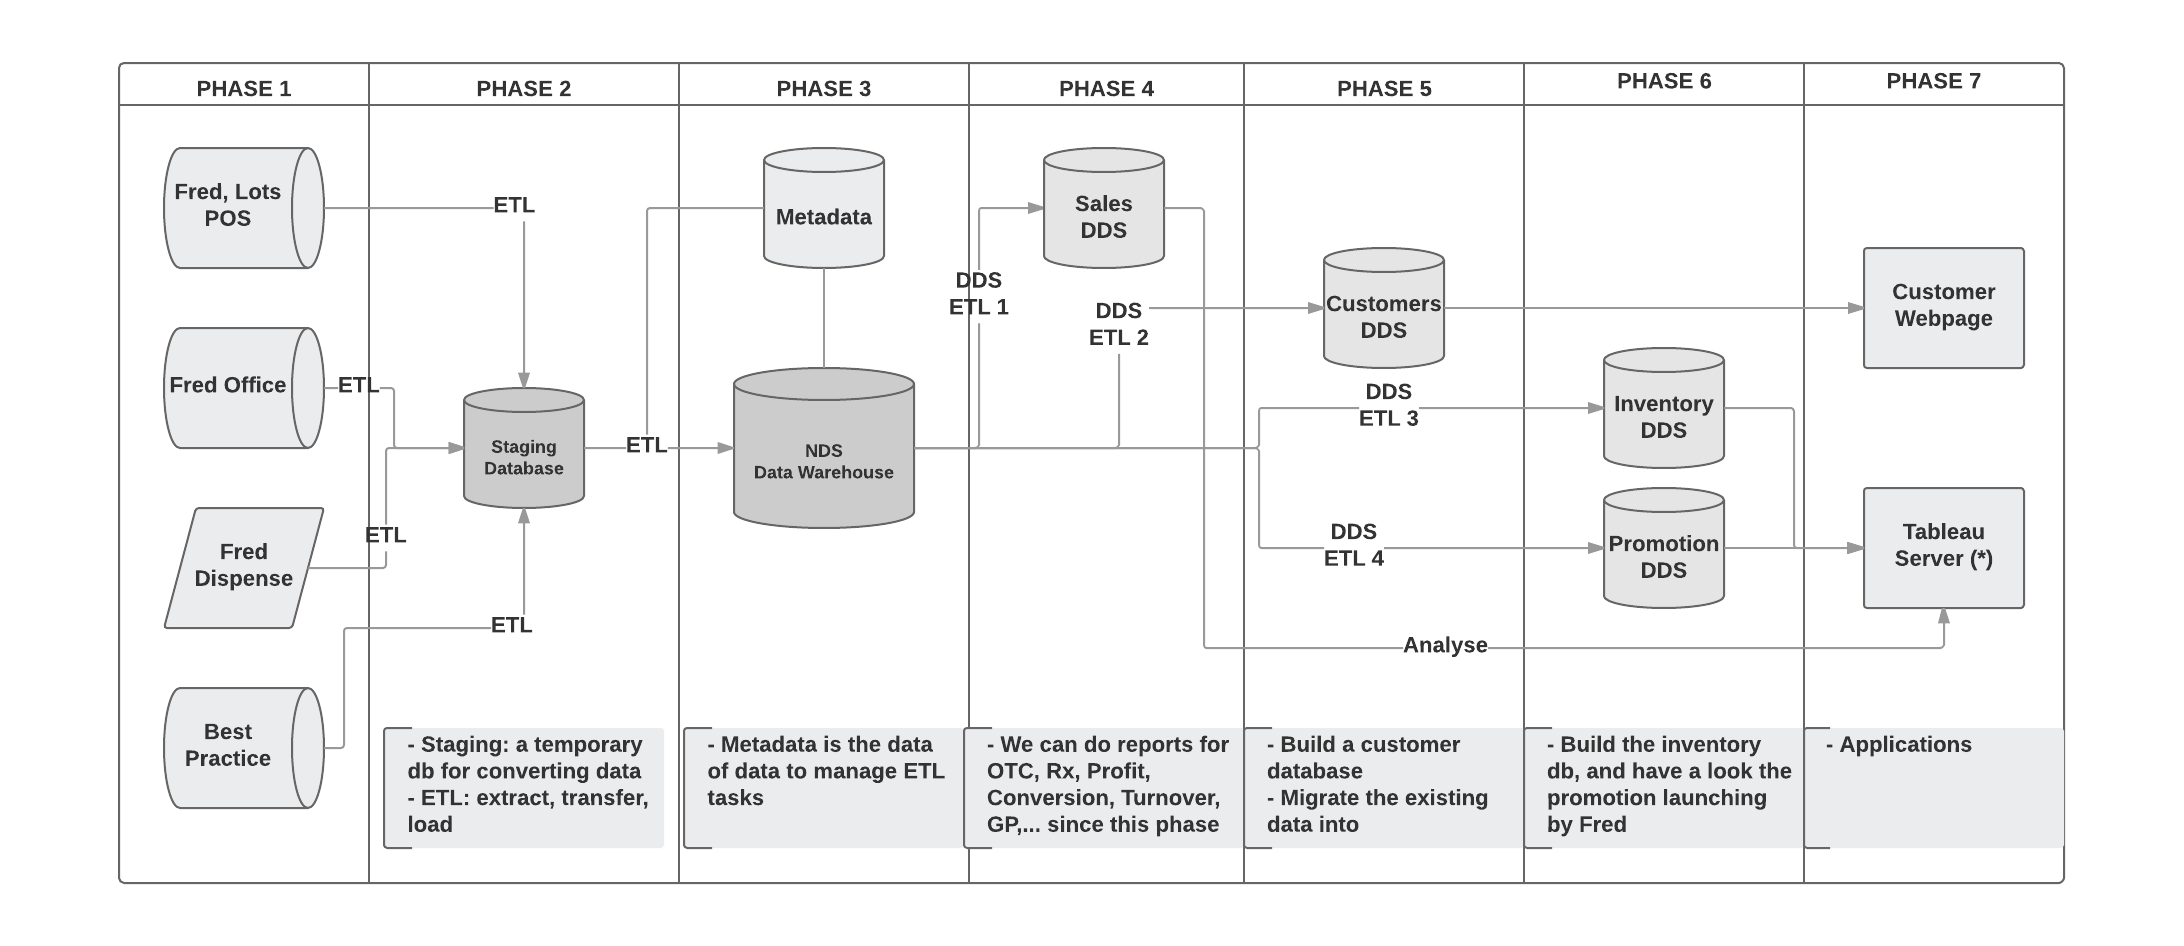 PHASE 1
PHASE 2
PHASE 3
PHASE 4
PHASE 5
PHASE 6
PHASE 7
Fred, Lots
POS
ETL
Fred Office
ETL
Fred
Dispense
ETL
Best
Practice
ETL
Staging
Database
ETL
Metadata
NDS
Data Warehouse
DDS
ETL 1
Sales
DDS
DDS
ETL 2
Customers
DDS
DDS
ETL 3
DDS
ETL 4
Analyse
Inventory
DDS
Promotion
DDS
Customer
Webpage
Tableau
Server (*)
- Staging: a temporary
db for converting data
- ETL: extract, transfer,
load
- Metadata is the data
of data to manage ETL
tasks
- We can do reports for
OTC, Rx, Profit,
Conversion, Turnover,
GP,... since this phase
- Build a customer
database
- Migrate the existing
data into
- Build the inventory
db, and have a look the
promotion launching
by Fred
- Applications